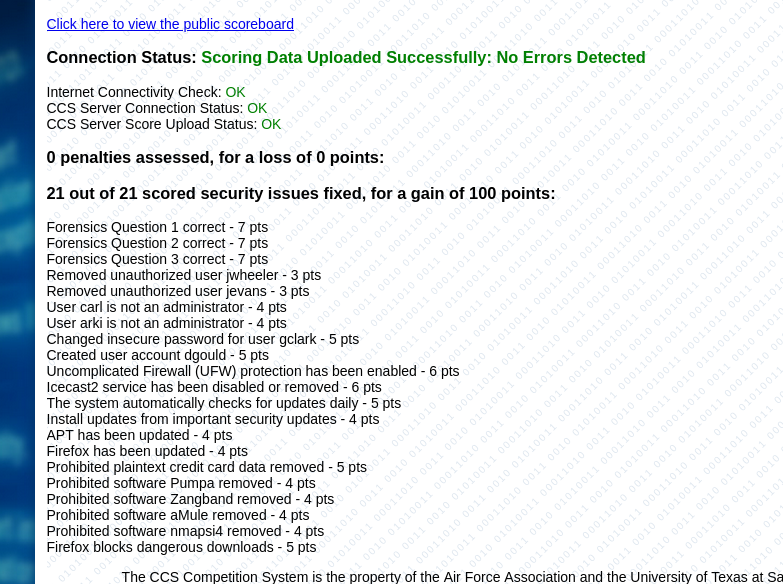 Click here to view the public scoreboard
Connection Status: Scoring Data Uploaded Successfully: No Errors Detected
Internet Connectivity Check: OK
CCS Server Connection Status: OK
CCS Server Score Upload Status: OK
0 penalties assessed, for a loss of 0 points:
21 out of 21 scored security issues fixed, for a gain of 100 points:
Forensics Question 1 correct - 7 pts
Forensics Question 2 correct - 7 pts
Forensics Question 3 correct - 7 pts
Removed unauthorized user jwheeler - 3 pts
Removed unauthorized user jevans - 3 pts
User carl is not an administrator - 4 pts
User arki is not an administrator - 4 pts
Changed insecure password for user gclark - 5 pts
Created user account dgould - 5 pts
Uncomplicated Firewall (UFW) protection has been enabled - 6 pts
Icecast2 service has been disabled or removed - 6 pts
The system automatically checks for updates daily - 5 pts
Install updates from important security updates - 4 pts
APT has been updated - 4 pts
Firefox has been updated - 4 pts
Prohibited plaintext credit card data removed - 5 pts
Prohibited software Pumpa removed - 4 pts
Prohibited software Zangband removed - 4 pts
Prohibited software aMule removed - 4 pts
Prohibited software nmapsi4 removed - 4 pts
Firefox blocks dangerous downloads - 5 pts
The CCS Competition System is the property of the Air Force Association and the University of Texas at Sa